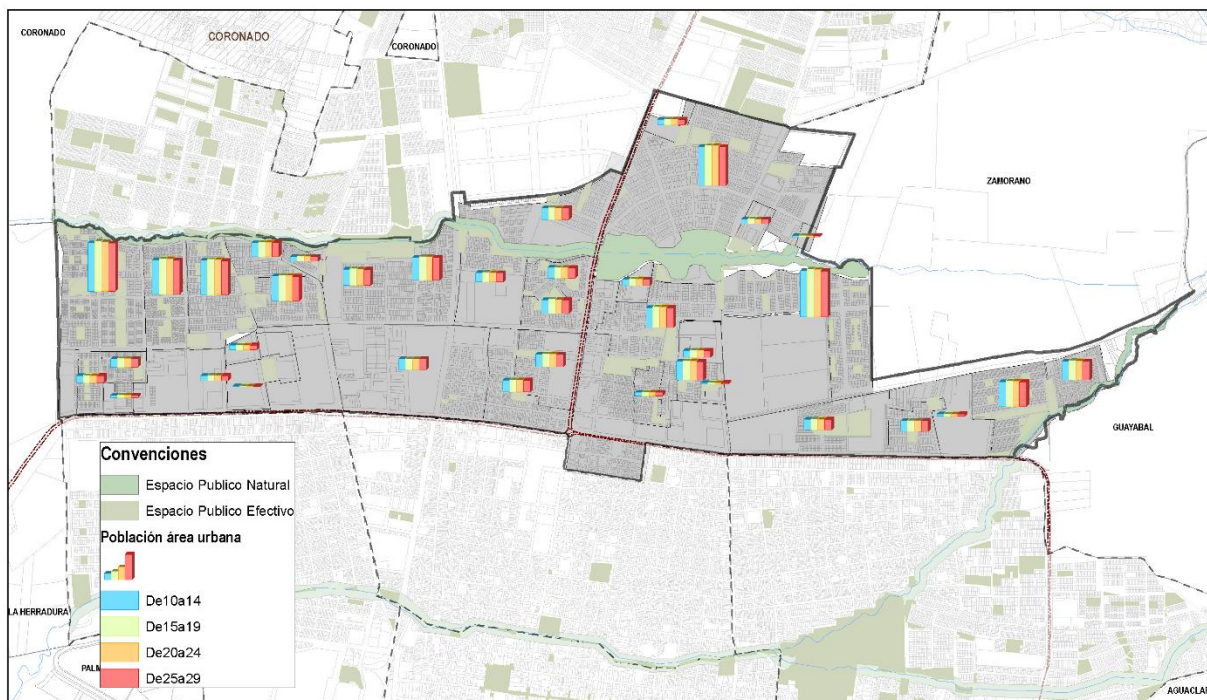 CORONADO
CORONADO
CORONADO
ZAMORANO
GUAYABAL
Convenciones
Espacio Publico Natural
Espacio Publico Efectivo
Población área urbana
De10a14
De15a19
De20a24
De25a29
LA HERRADURA
PALM
AGUACLAR